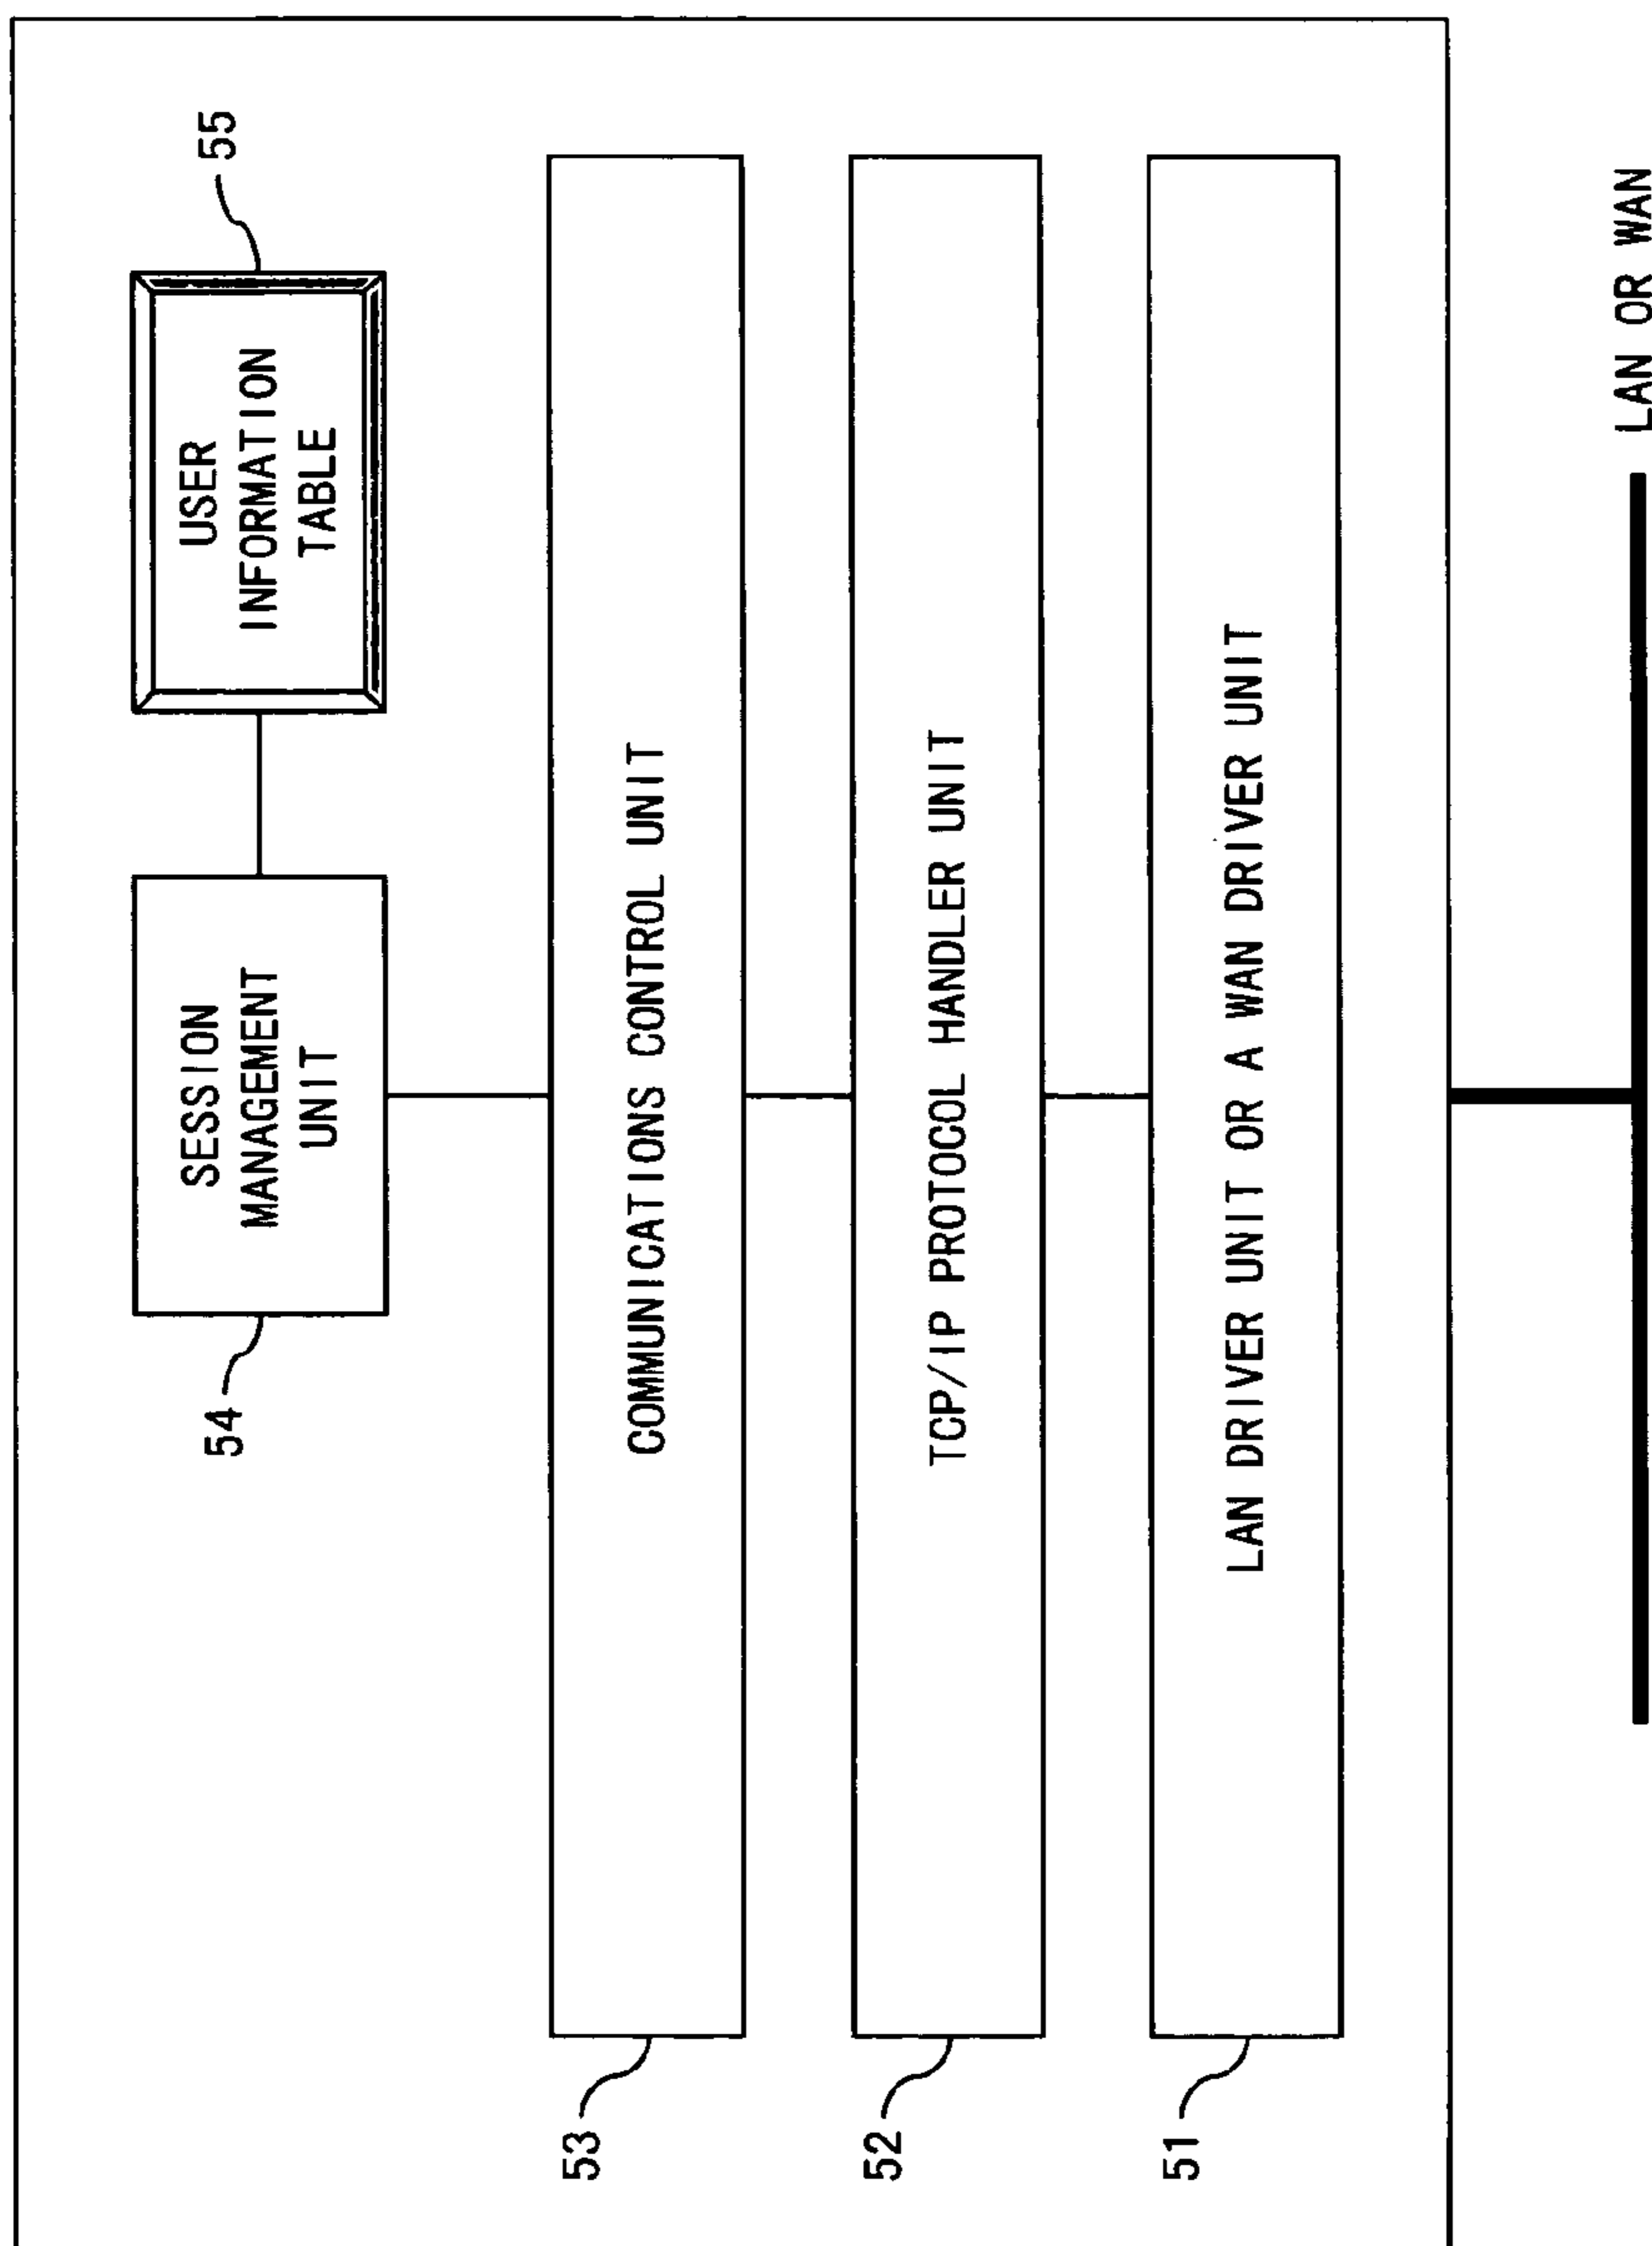 55
USER
INFORMATION
TABLE
SESSION
MANAGEMENT
UNIT
54
53
COMMUNICATIONS CONTROL UNIT
52
TCP/IP PROTOCOL HANDLER UNIT
51
LAN DRIVER UNIT OR A WAN DRIVER UNIT
LAN OR WAN